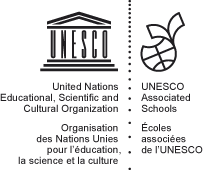 UNESCO
United Nations
Educational, Scientific and
Cultural Organization
Organisation
des Nations Unies
pour l'éducation,
la science et la culture
UNESCO
Associated
Schools
Écoles
associées
de l'UNESCO